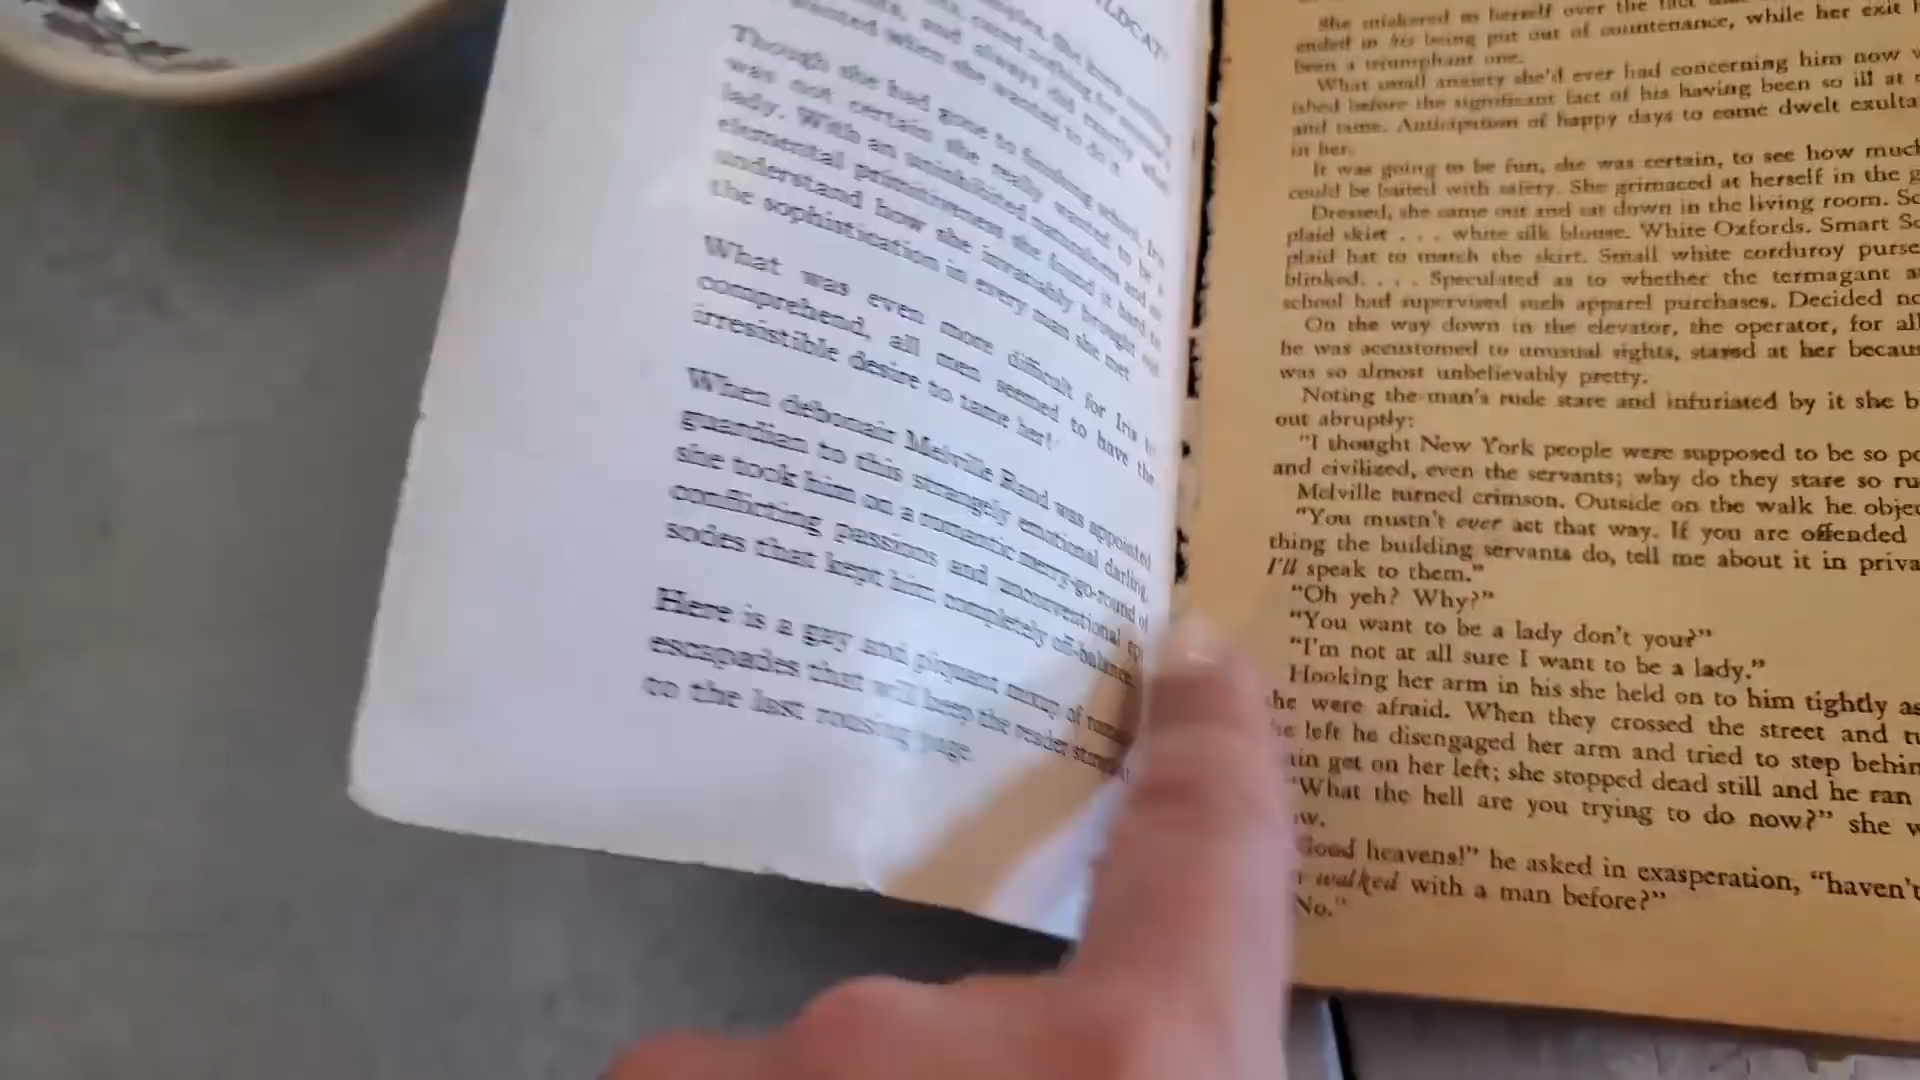 WILDCAT
wanted when she wanted to do it
Though she had gone to finishing school, Iris
was not certain she really wanted to be a
lady. With an uninhibited naturalness and an
elemental primitiveness she found it hard to
understand how she invariably brought out
the sophistication in every man she met.
What was even more difficult for Iris to
comprehend, all men seemed to have the
irresistible desire to tame her!
When debonair Melville Rand was appointed
guardian to this strangely emotional darling,
she took him on a romantic merry-go-round of
conflicting passions and unconventional epi-
sodes that kept him completely off-balance.
Here is a gay and piquant
escapades that will keep the reader
to the last rousing page.
She snickered to herself over the fact
ended in his being put out of countenance, while her exit
been a triumphant one.
What small anxiety she'd ever had concerning him now
ished before the significant fact of his having been so ill at
and tame. Anticipation of happy days to come dwelt exulta
in her.
It was going to be fun, she was certain, to see how much
could be baited with safety. She grimaced at herself in the g
Dressed, she came out and sat down in the living room. Sc
plaid skirt . . . white silk blouse. White Oxfords. Smart Sc
plaid hat to match the skirt. Small white corduroy purse
blinked. . . . Speculated as to whether the termagant a
school had supervised such apparel purchases. Decided no
On the way down in the elevator, the operator, for all
he was accustomed to unusual sights, stared at her becau
was so almost unbelievably pretty.
Noting the man's rude stare and infuriated by it she b
out abruptly:
"I thought New York people were supposed to be so po
and civilized, even the servants; why do they stare so ru
Melville turned crimson. Outside on the walk he objec
"You mustn't ever act that way. If you are offended
thing the building servants do, tell me about it in priva
I'll speak to them."
"Oh yeh? Why?"
"You want to be a lady don't you?"
"I'm not at all sure I want to be a lady."
Hooking her arm in his she held on to him tightly as
he were afraid. When they crossed the street and tu
he left he disengaged her arm and tried to step behin
ain get on her left; she stopped dead still and he ran
"What the hell are you trying to do now?" she w
ow.
Good heavens!" he asked in exasperation, "haven't
walked with a man before?"
No."